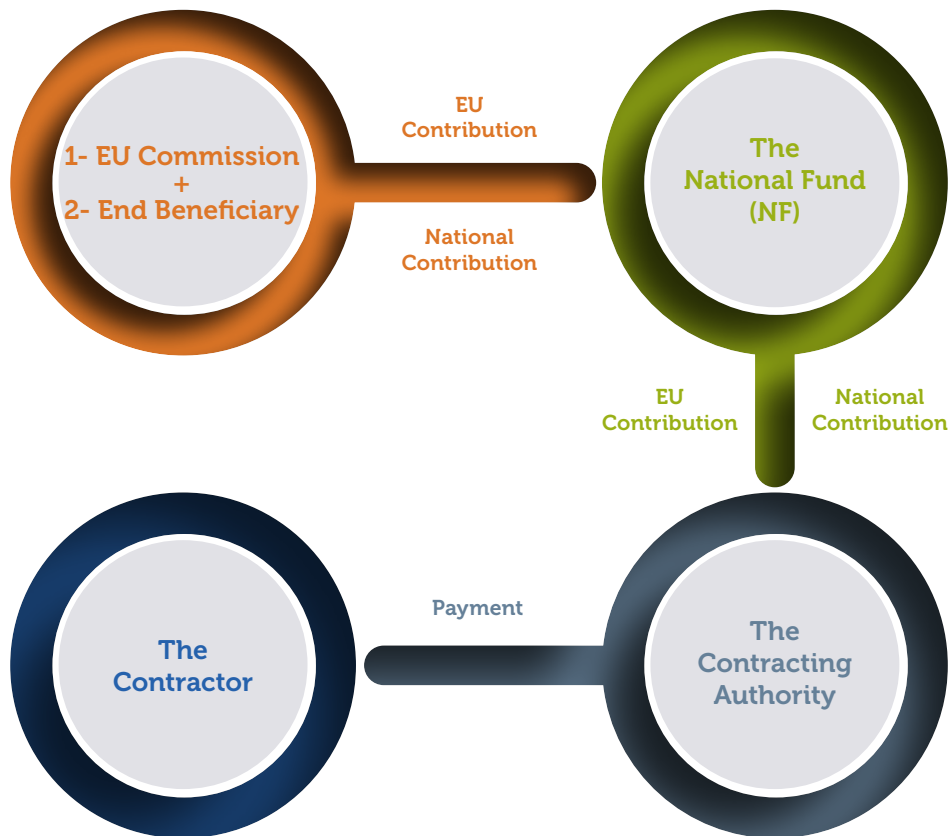 1- EU Commission
+
2- End Beneficiary
EU
Contribution
National
Contribution
The
National Fund
(NF)
EU
Contribution
National
Contribution
The
Contractor
Payment
The
Contracting
Authority